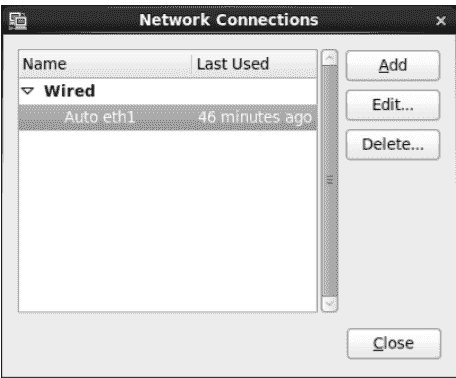 Network Connections
Name Last Used
Wired
Auto eth1 46 minutes ago
Add
Edit...
Delete...
Close